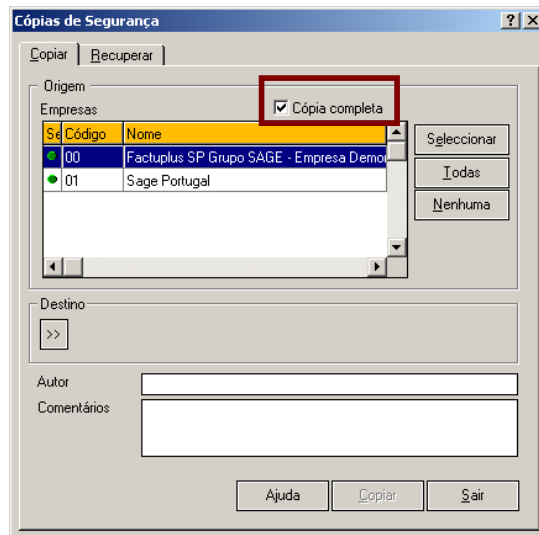 Cópias de Segurança
Copiar Recuperar
Origem
Empresas Cópia completa
Se Código Nome
00 Factuplus SP Grupo SAGE - Empresa Demon
01 Sage Portugal
Seleccionar
Todas
Nenhuma
Destino
>>
Autor
Comentários
Ajuda Copiar Sair